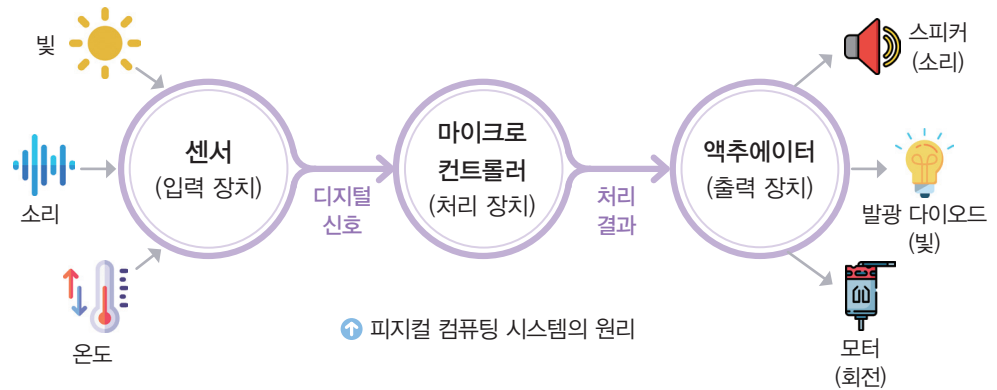 빛
소리
온도
센서
(입력 장치)
디지털
신호
마이크로
컨트롤러
(처리 장치)
처리
결과
액추에이터
(출력 장치)
스피커
(소리)
발광 다이오드
(빛)
모터
(회전)
피지컬 컴퓨팅 시스템의 원리